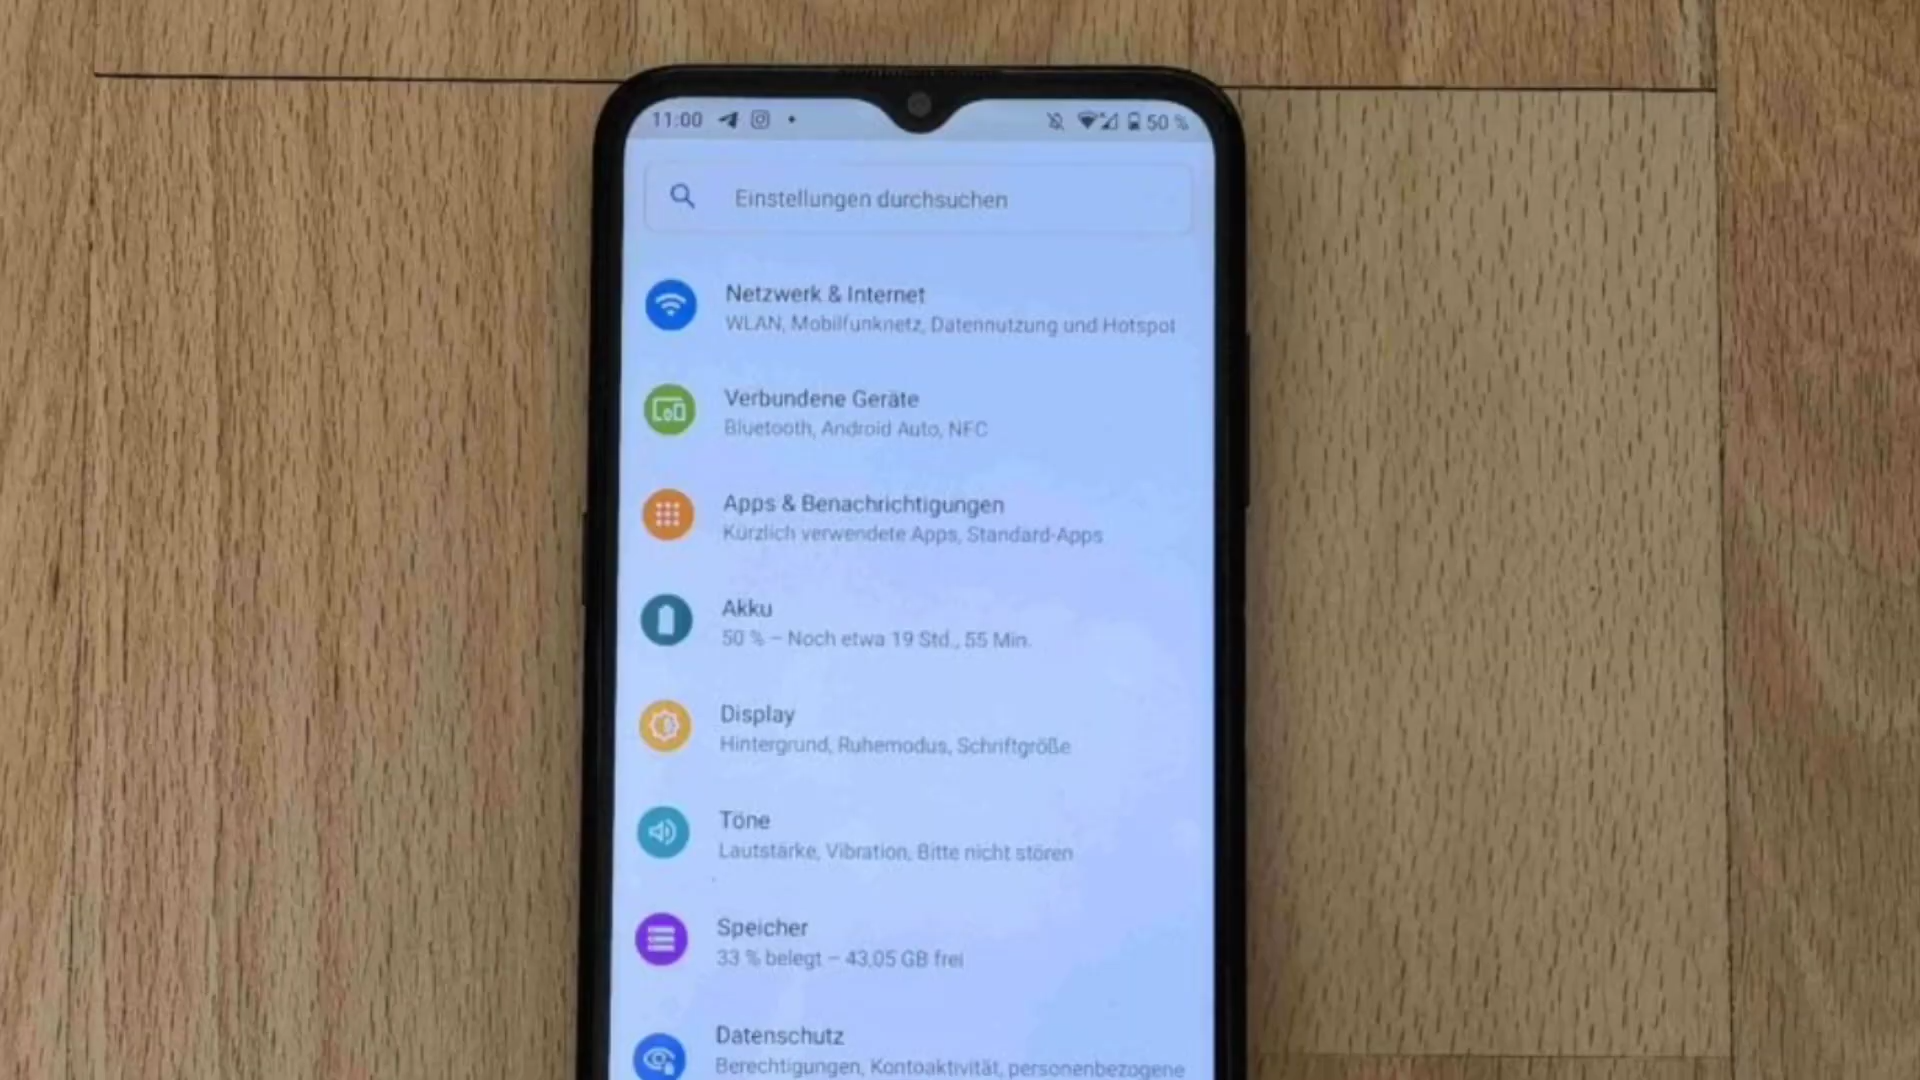 11:00 50 %
Einstellungen durchsuchen
Netzwerk & Internet
WLAN, Mobilfunknetz, Datennutzung und Hotspot
Verbundene Geräte
Bluetooth, Android Auto, NFC
Apps & Benachrichtigungen
Kürzlich verwendete Apps, Standard-Apps
Akku
50 % – Noch etwa 19 Std., 55 Min.
Display
Hintergrund, Ruhemodus, Schriftgröße
Töne
Lautstärke, Vibration, Bitte nicht stören
Speicher
33 % belegt – 43,05 GB frei
Datenschutz
Berechtigungen, Kontoaktivität, personenbezogene